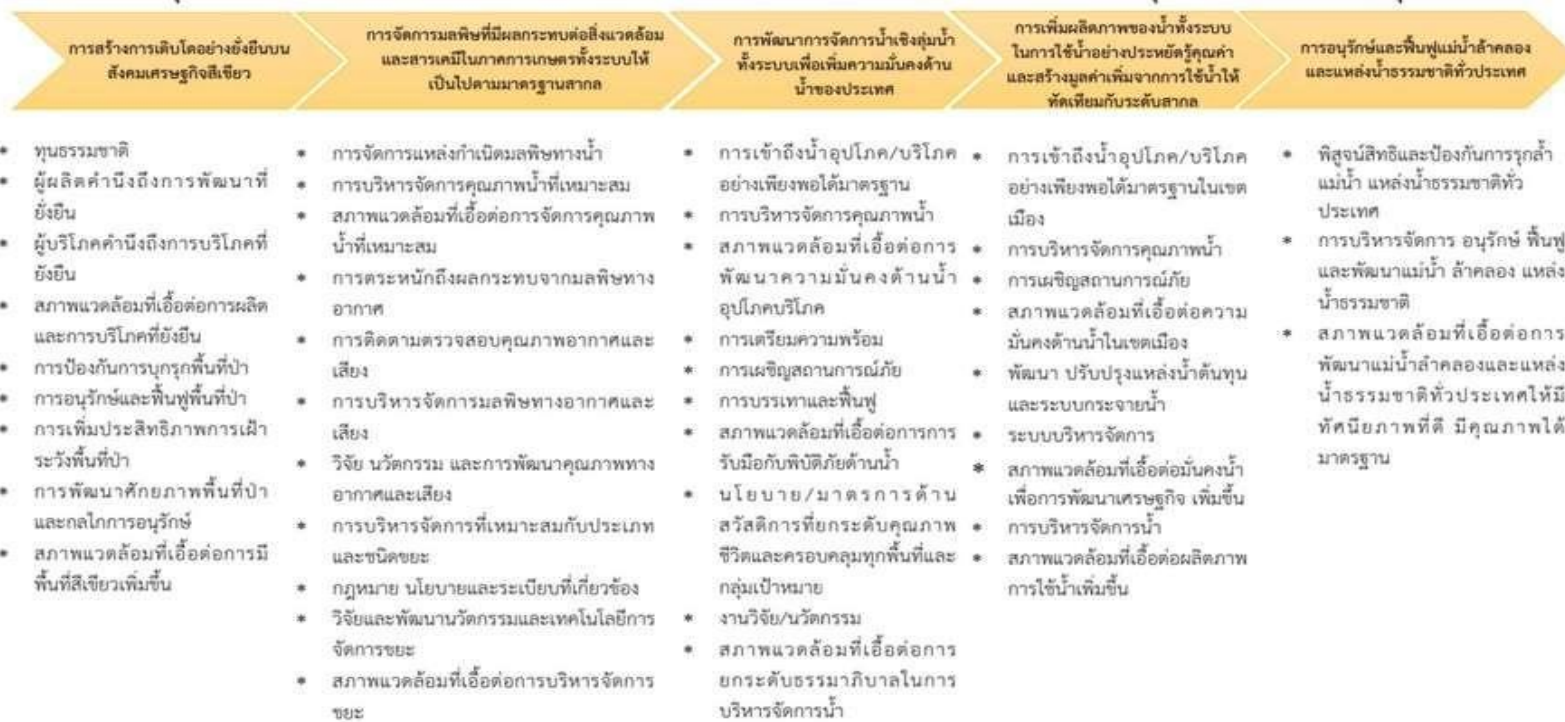 การสร้างการเติบโตอย่างยั่งยืนบน
สังคมเศรษฐกิจสีเขียว
การจัดการมลพิษที่มีผลกระทบต่อสิ่งแวดล้อม
และสารเคมีในภาคการเกษตรทั้งระบบให้
เป็นไปตามมาตรฐานสากล
การพัฒนาการจัดการน้ำเชิงลุ่มน้ำ
ทั้งระบบเพื่อเพิ่มความมั่นคงด้าน
น้ำของประเทศ
การเพิ่มผลิตภาพของน้ำทั้งระบบ
ในการใช้น้ำอย่างประหยัดรู้คุณค่า
และสร้างมูลค่าเพิ่มจากการใช้น้ำให้
ทัดเทียมกับระดับสากล
การอนุรักษ์และฟื้นฟูแม่น้ำลำคลอง
และแหล่งน้ำธรรมชาติทั่วประเทศ
* ทุนธรรมชาติ
* ผู้ผลิตคำนึงถึงการพัฒนาที่
ยั่งยืน
* ผู้บริโภคคำนึงถึงการบริโภคที่
ยังยืน
* สภาพแวดล้อมที่เอื้อต่อการผลิต
และการบริโภคที่ยังยืน
* การป้องกันการบุกรุกพื้นที่ป่า
* การอนุรักษ์และฟื้นฟูพื้นที่ป่า
* การเพิ่มประสิทธิภาพการเฝ้า
ระวังพื้นที่ป่า
* การพัฒนาศักยภาพพื้นที่ป่า
และกลไกการอนุรักษ์
* สภาพแวดล้อมที่เอื้อต่อการมี
พื้นที่สีเขียวเพิ่มขึ้น
* การจัดการแหล่งกำเนิดมลพิษทางน้ำ
* การบริหารจัดการคุณภาพน้ำที่เหมาะสม
* สภาพแวดล้อมที่เอื้อต่อการจัดการคุณภาพ
น้ำที่เหมาะสม
* การตระหนักถึงผลกระทบจากมลพิษทาง
อากาศ
* การติดตามตรวจสอบคุณภาพอากาศและ
เสียง
* การบริหารจัดการมลพิษทางอากาศและ
เสียง
* วิจัย นวัตกรรม และการพัฒนาคุณภาพทาง
อากาศและเสียง
* การบริหารจัดการที่เหมาะสมกับประเภท
และชนิดขยะ
* กฎหมาย นโยบายและระเบียบที่เกี่ยวข้อง
* วิจัยและพัฒนานวัตกรรมและเทคโนโลยีการ
จัดการขยะ
* สภาพแวดล้อมที่เอื้อต่อการบริหารจัดการ
ขยะ
* การเข้าถึงน้ำอุปโภค/บริโภค
อย่างเพียงพอได้มาตรฐาน
* การบริหารจัดการคุณภาพน้ำ
* สภาพแวดล้อมที่เอื้อต่อการ
พัฒนาความมั่นคงด้านน้ำ
อุปโภคบริโภค
* การเตรียมความพร้อม
* การเผชิญสถานการณ์ภัย
* การบรรเทาและฟื้นฟู
* สภาพแวดล้อมที่เอื้อต่อการการ
รับมือกับพิบัติภัยด้านน้ำ
* นโยบาย/มาตรการด้าน
สวัสดิการที่ยกระดับคุณภาพ
ชีวิตและครอบคลุมทุกพื้นที่และ
กลุ่มเป้าหมาย
* งานวิจัย/นวัตกรรม
* สภาพแวดล้อมที่เอื้อต่อการ
ยกระดับธรรมาภิบาลในการ
บริหารจัดการน้ำ
* การเข้าถึงน้ำอุปโภค/บริโภค
อย่างเพียงพอได้มาตรฐานในเขต
เมือง
* การบริหารจัดการคุณภาพน้ำ
* การเผชิญสถานการณ์ภัย
* สภาพแวดล้อมที่เอื้อต่อความ
มั่นคงด้านน้ำในเขตเมือง
* พัฒนา ปรับปรุงแหล่งน้ำต้นทุน
และระบบกระจายน้ำ
* ระบบบริหารจัดการ
* สภาพแวดล้อมที่เอื้อต่อมั่นคงน้ำ
เพื่อการพัฒนาเศรษฐกิจ เพิ่มขึ้น
* การบริหารจัดการน้ำ
* สภาพแวดล้อมที่เอื้อต่อผลิตภาพ
การใช้น้ำเพิ่มขึ้น
* พิสูจน์สิทธิและป้องกันการรุกล้ำ
แม่น้ำ แหล่งน้ำธรรมชาติทั่ว
ประเทศ
* การบริหารจัดการ อนุรักษ์ ฟื้นฟู
และพัฒนาแม่น้ำ ลำคลอง แหล่ง
น้ำธรรมชาติ
* สภาพแวดล้อมที่เอื้อต่อการ
พัฒนาแม่น้ำลำคลองและแหล่ง
น้ำธรรมชาติทั่วประเทศให้มี
ทัศนียภาพที่ดี มีคุณภาพได้
มาตรฐาน